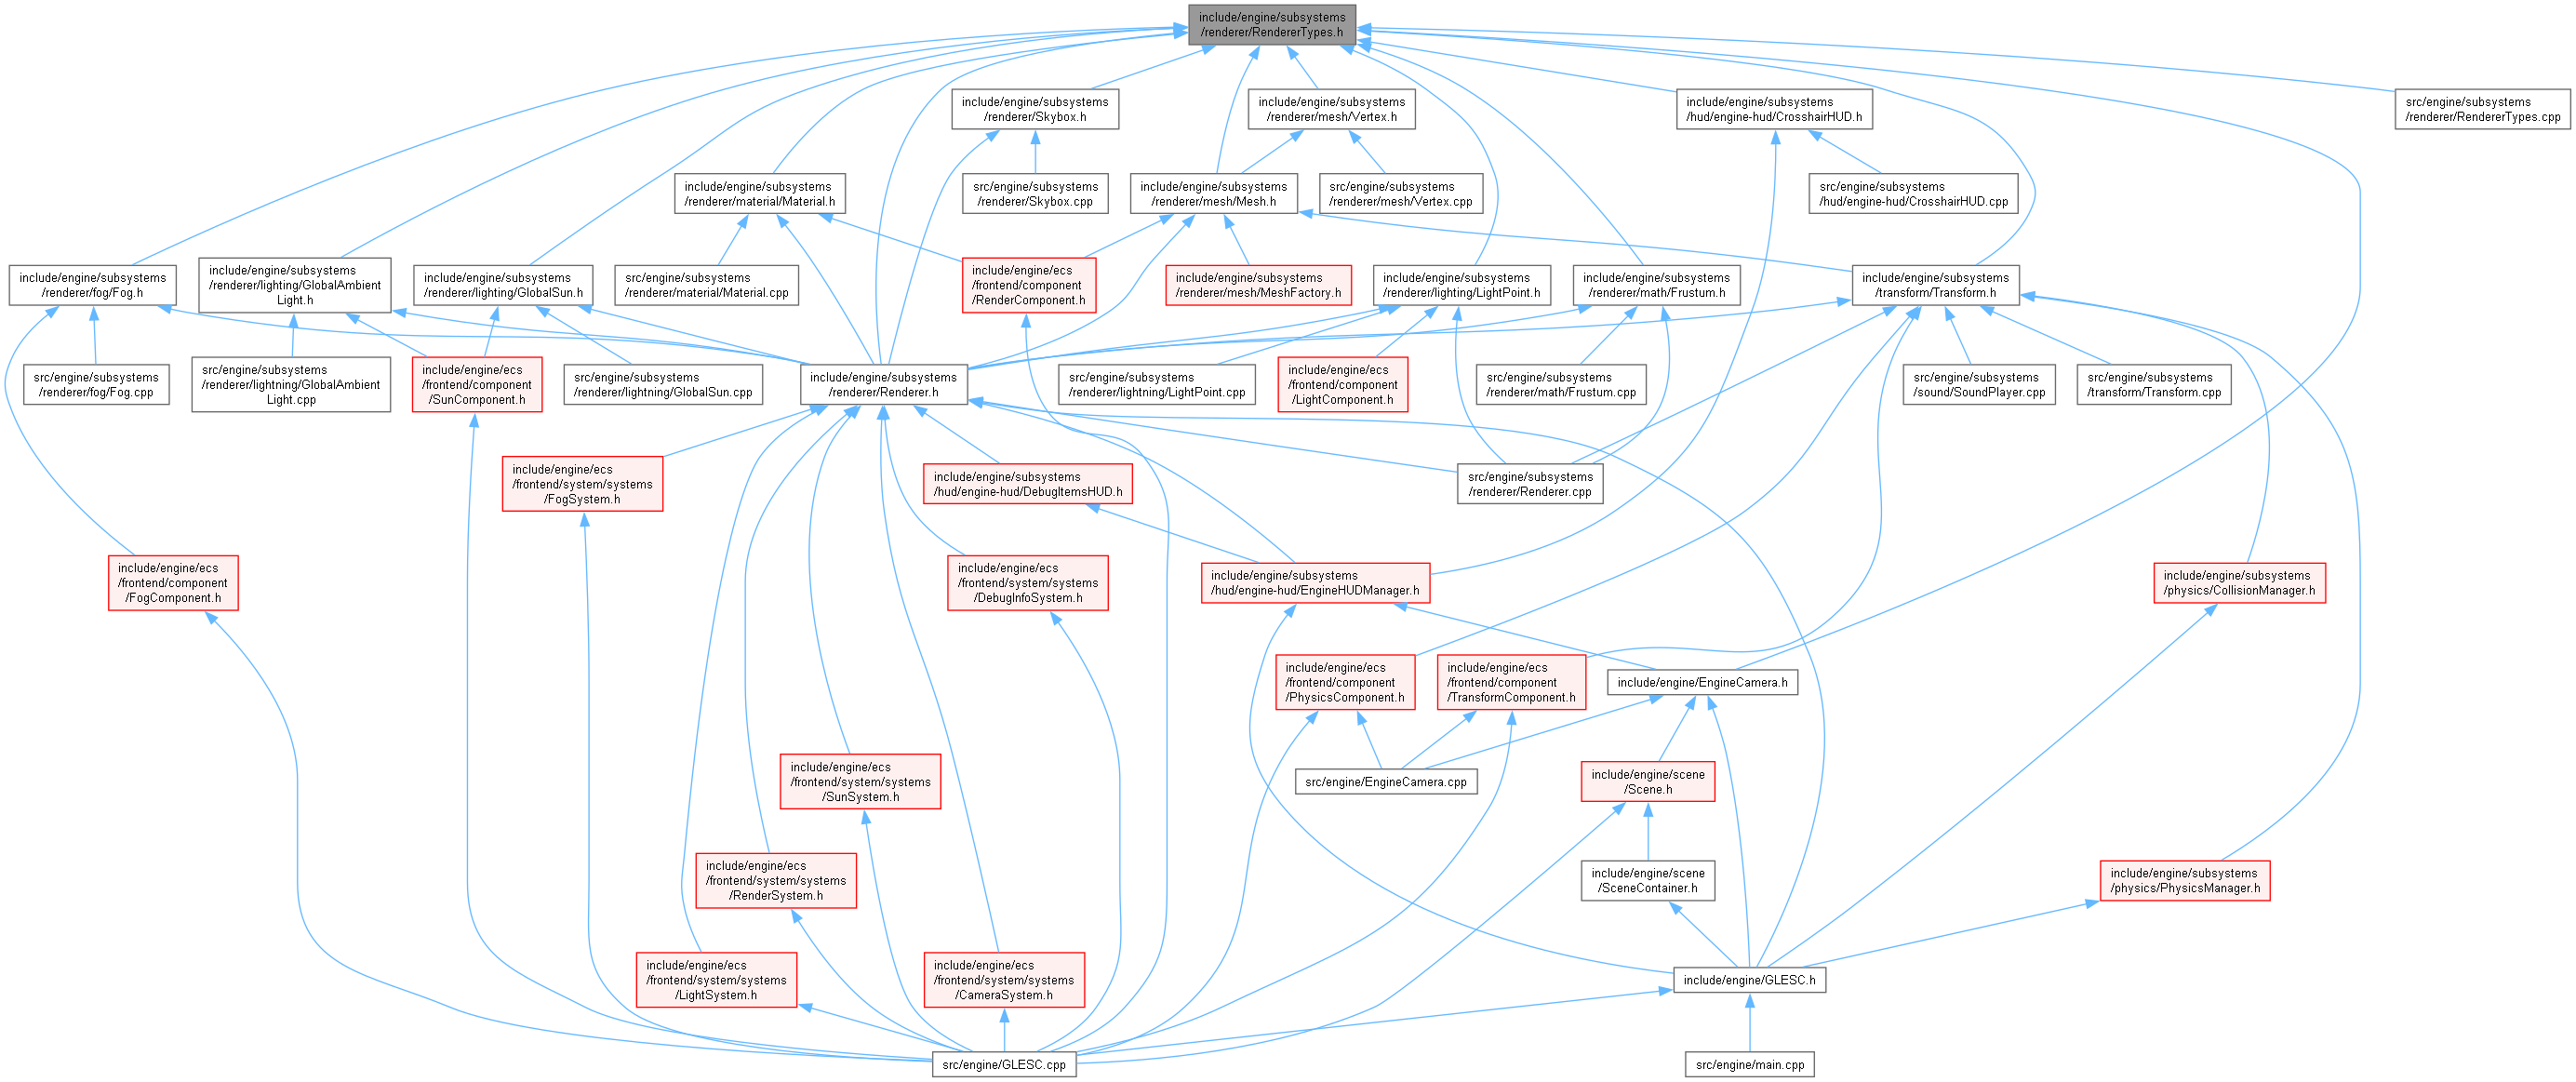 include/engine/subsystems
/renderer/RendererTypes.h
include/engine/subsystems
/renderer/Skybox.h
include/engine/subsystems
/renderer/mesh/Vertex.h
include/engine/subsystems
/hud/engine-hud/CrosshairHUD.h
src/engine/subsystems
/renderer/RendererTypes.cpp
include/engine/subsystems
/renderer/material/Material.h
src/engine/subsystems
/renderer/Skybox.cpp
include/engine/subsystems
/renderer/mesh/Mesh.h
src/engine/subsystems
/renderer/mesh/Vertex.cpp
src/engine/subsystems
/hud/engine-hud/CrosshairHUD.cpp
include/engine/subsystems
/renderer/fog/Fog.h
include/engine/subsystems
/renderer/lighting/GlobalAmbient
Light.h
include/engine/subsystems
/renderer/lighting/GlobalSun.h
src/engine/subsystems
/renderer/material/Material.cpp
include/engine/ecs
/frontend/component
/RenderComponent.h
include/engine/subsystems
/renderer/mesh/MeshFactory.h
include/engine/subsystems
/renderer/lighting/LightPoint.h
include/engine/subsystems
/renderer/math/Frustum.h
include/engine/subsystems
/transform/Transform.h
src/engine/subsystems
/renderer/fog/Fog.cpp
src/engine/subsystems
/renderer/lightning/GlobalAmbient
Light.cpp
include/engine/ecs
/frontend/component
/SunComponent.h
src/engine/subsystems
/renderer/lightning/GlobalSun.cpp
include/engine/subsystems
/renderer/Renderer.h
src/engine/subsystems
/renderer/lightning/LightPoint.cpp
include/engine/ecs
/frontend/component
/LightComponent.h
src/engine/subsystems
/renderer/math/Frustum.cpp
src/engine/subsystems
/sound/SoundPlayer.cpp
src/engine/subsystems
/transform/Transform.cpp
include/engine/ecs
/frontend/system/systems
/FogSystem.h
include/engine/subsystems
/hud/engine-hud/DebugItemsHUD.h
src/engine/subsystems
/renderer/Renderer.cpp
include/engine/ecs
/frontend/component
/FogComponent.h
include/engine/ecs
/frontend/system/systems
/DebugInfoSystem.h
include/engine/subsystems
/hud/engine-hud/EngineHUDManager.h
include/engine/subsystems
/physics/CollisionManager.h
include/engine/ecs
/frontend/component
/PhysicsComponent.h
include/engine/ecs
/frontend/component
/TransformComponent.h
include/engine/EngineCamera.h
include/engine/ecs
/frontend/system/systems
/SunSystem.h
src/engine/EngineCamera.cpp
include/engine/scene
/Scene.h
include/engine/ecs
/frontend/system/systems
/RenderSystem.h
include/engine/scene
/SceneContainer.h
include/engine/subsystems
/physics/PhysicsManager.h
include/engine/ecs
/frontend/system/systems
/LightSystem.h
include/engine/ecs
/frontend/system/systems
/CameraSystem.h
include/engine/GLESC.h
src/engine/GLESC.cpp
src/engine/main.cpp